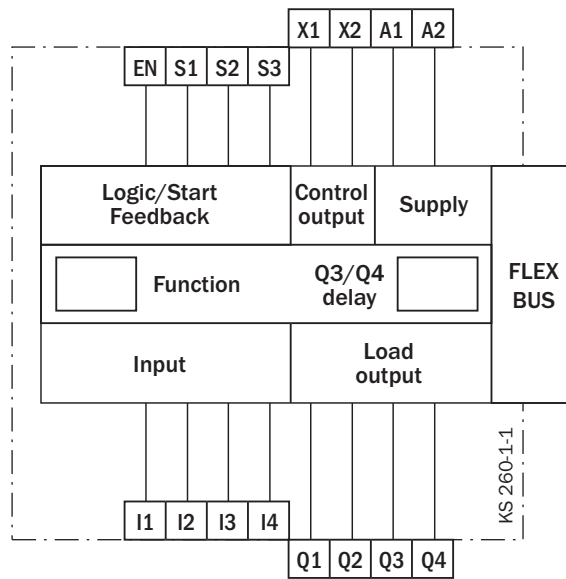 X1 X2 A1 A2
EN S1 S2 S3
Logic/Start
Feedback
Control
output
Supply
Function
Q3/Q4
delay
FLEX
BUS
Input
Load
output
KS 260-1-1
I1 I2 I3 I4
Q1 Q2 Q3 Q4